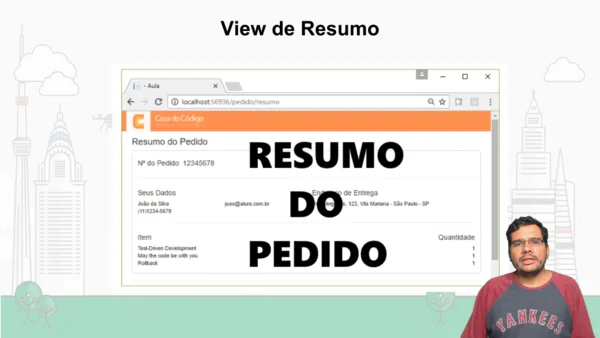 View de Resumo
A
- Aula
localhost:56936/pedido/resumo
Casa do Código
Resumo do Pedido
RESUMO
Nº do Pedido: 12345678
Seus Dados
de Entrega
DO
João da Silva
joao@alura.com.br
123, Vila Mariana - São Paulo - SP
(11)1234-5678
PEDIDO
Item
Quantidade
Test-Driven Development
1
May the code be with you
1
Rollback
1
YANKEES